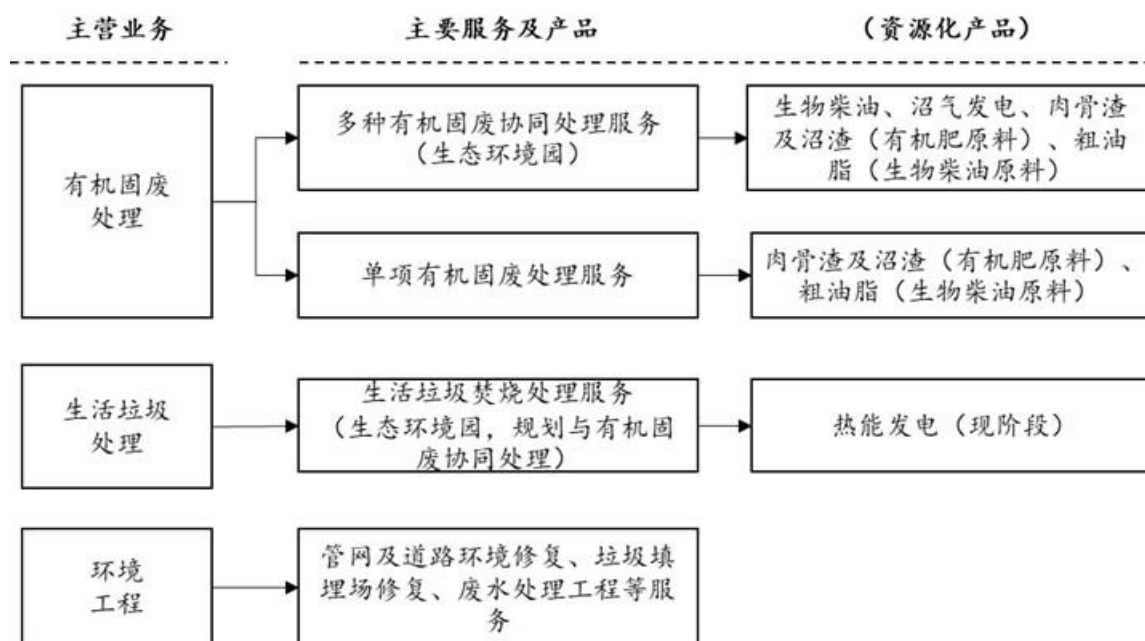 主营业务
主要服务及产品
（资源化产品）
有机固废
处理
多种有机固废协同处理服务
（生态环境园）
生物柴油、沼气发电、肉骨渣
及沼渣（有机肥原料）、粗油
脂（生物柴油原料）
单项有机固废处理服务
肉骨渣及沼渣（有机肥原料）、
粗油脂（生物柴油原料）
生活垃圾
处理
生活垃圾焚烧处理服务
（生态环境园，规划与有机固
废协同处理）
热能发电（现阶段）
环境
工程
管网及道路环境修复、垃圾填
埋场修复、废水处理工程等服
务